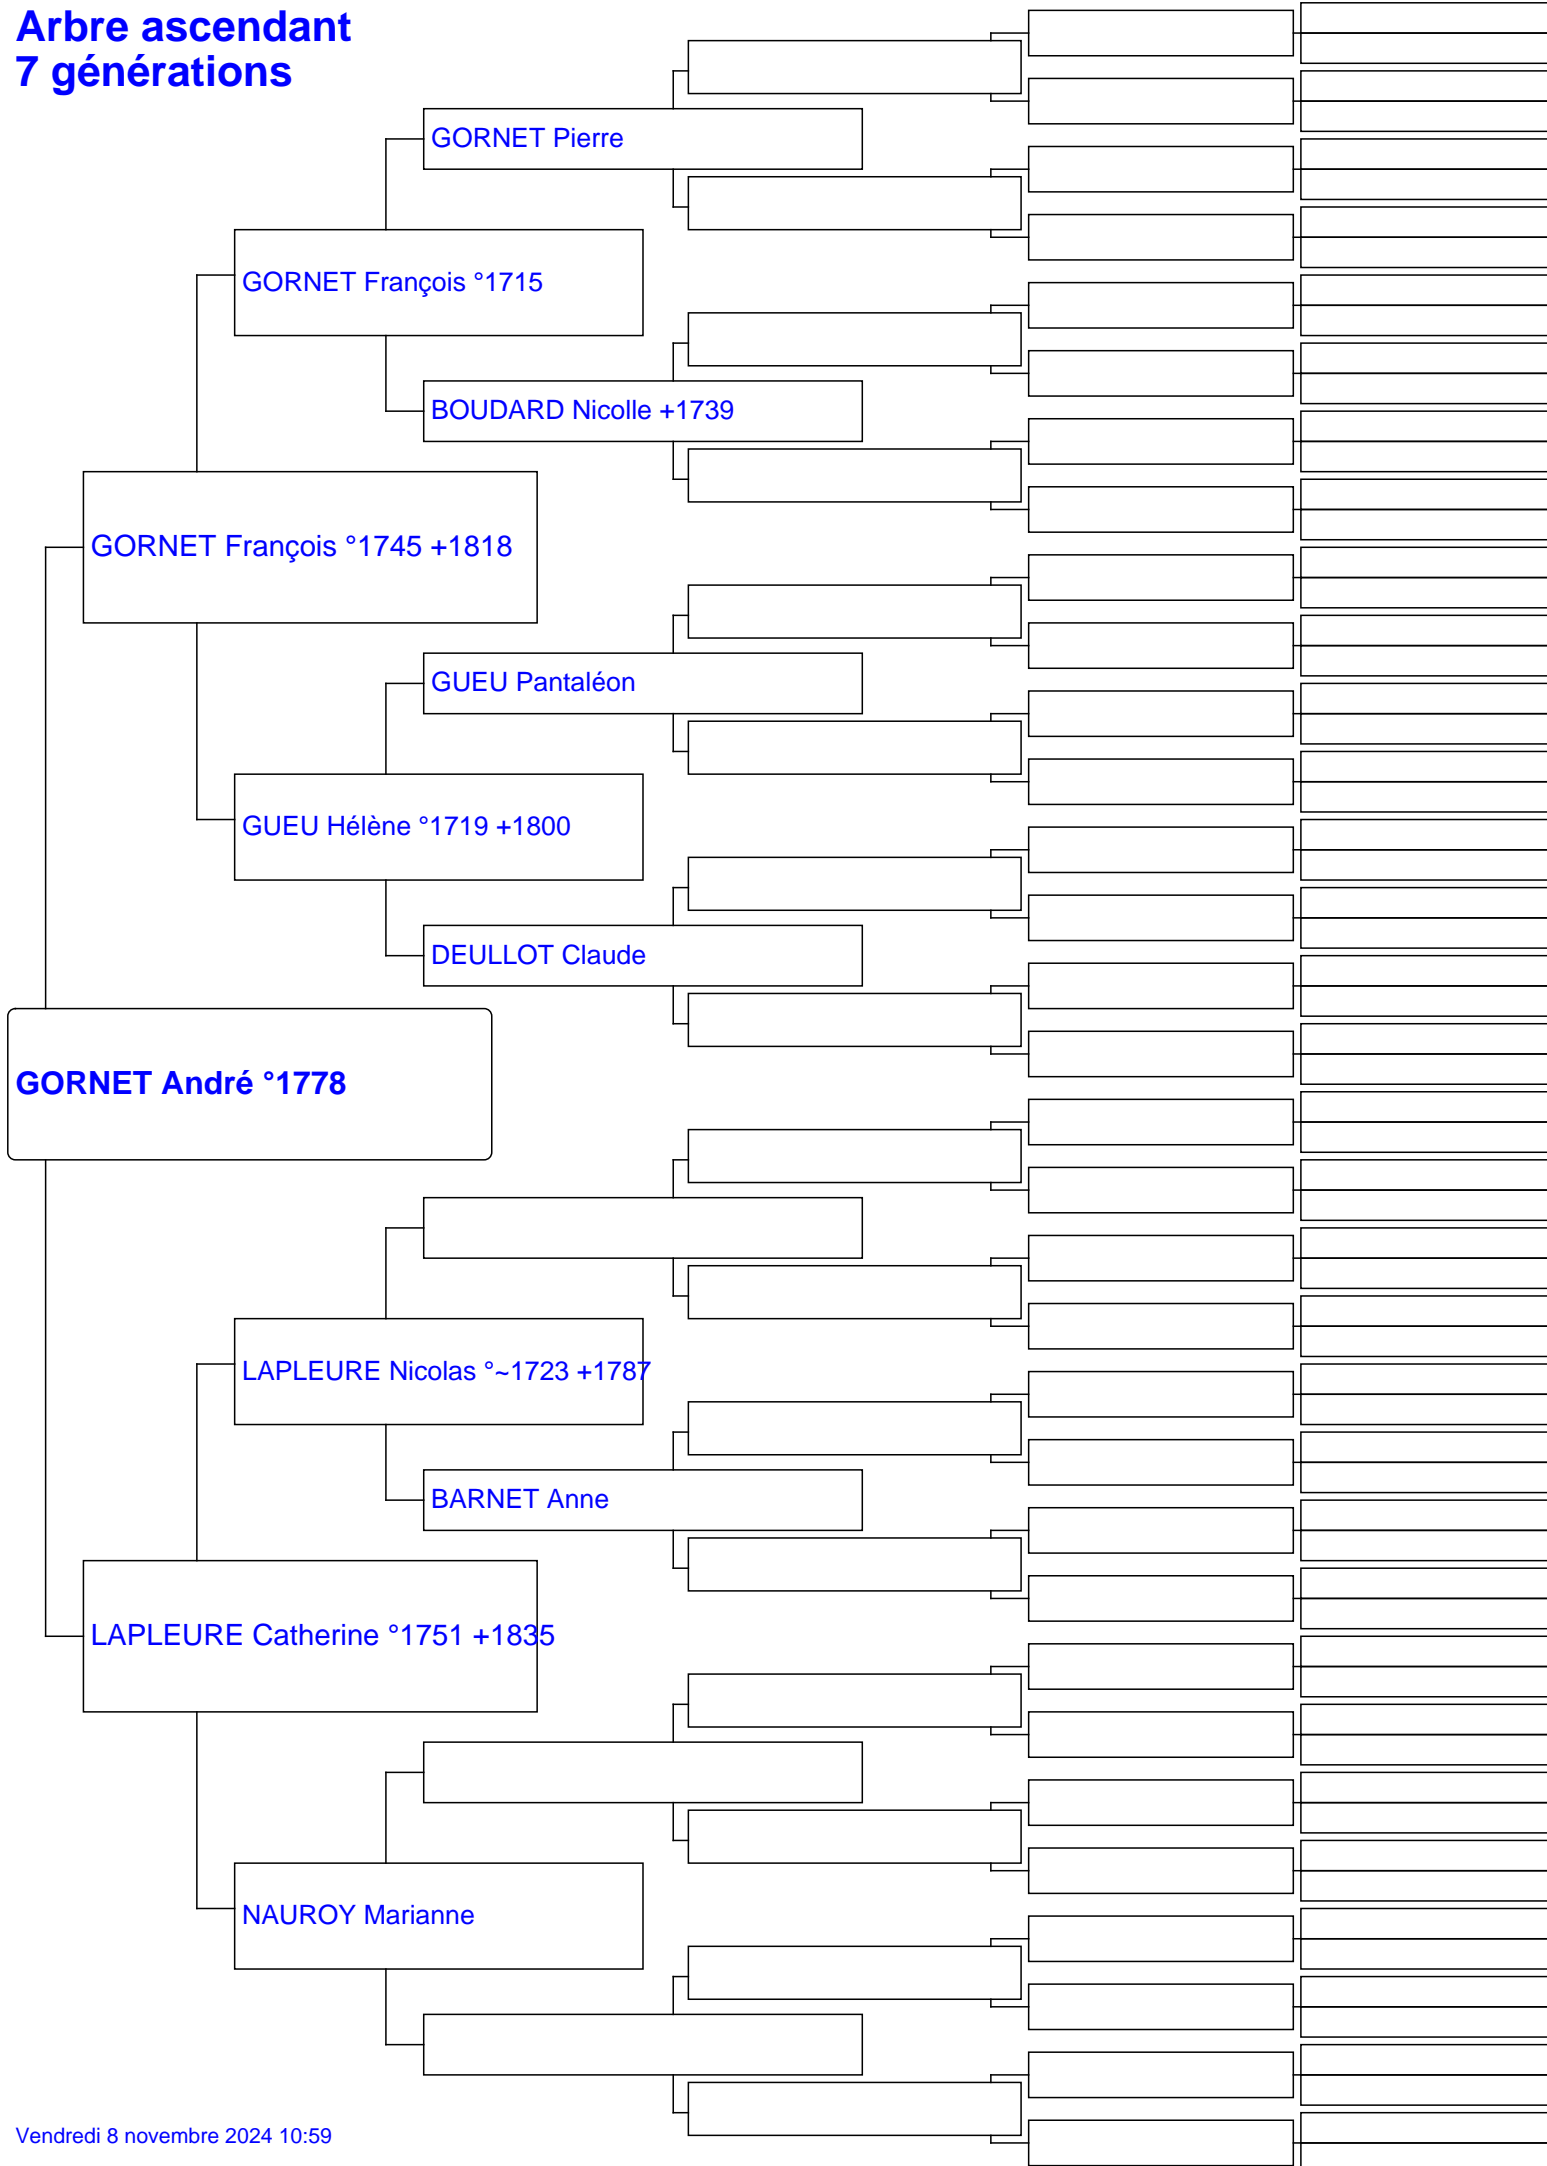 Arbre ascendant
7 générations
GORNET Pierre
GORNET François °1715
BOUDARD Nicolle +1739
GORNET François °1745 +1818
GUEU Pantaléon
GUEU Hélène °1719 +1800
DEULLOT Claude
GORNET André °1778
LAPLEURE Nicolas °~1723 +1787
BARNET Anne
LAPLEURE Catherine °1751 +1835
NAUROY Marianne
Vendredi 8 novembre 2024 10:59